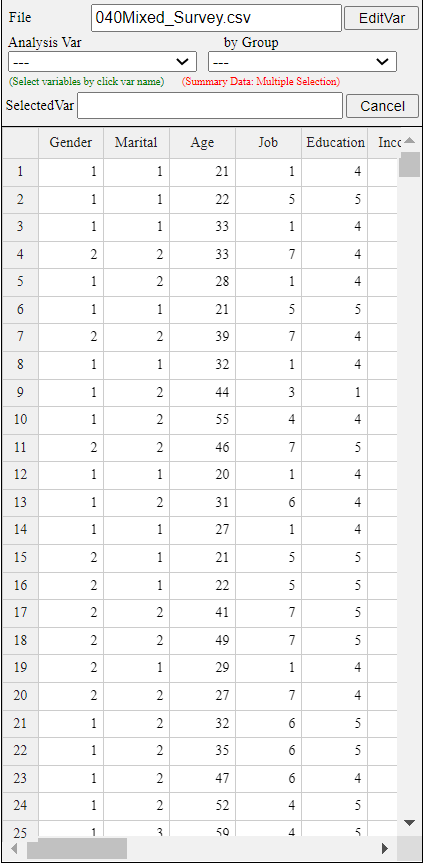 File 040Mixed_Survey.csv EditVar
Analysis Var by Group
--- ---
(Select variables by click var name) (Summary Data: Multiple Selection)
SelectedVar Cancel
Gender Marital Age Job Education Inco
1 1 1 21 1 4
2 1 1 22 5 5
3 1 1 33 1 4
4 2 2 33 7 4
5 1 2 28 1 4
6 1 1 21 5 5
7 2 2 39 7 4
8 1 1 32 1 4
9 1 2 44 3 1
10 1 2 55 4 4
11 2 2 46 7 5
12 1 1 20 1 4
13 1 2 31 6 4
14 1 1 27 1 4
15 2 1 21 5 5
16 2 1 22 5 5
17 2 2 41 7 5
18 2 2 49 7 5
19 2 1 29 1 4
20 2 2 27 7 4
21 1 2 32 6 5
22 1 2 35 6 5
23 1 2 47 6 4
24 1 2 52 4 5
25 1 3 59 4 5